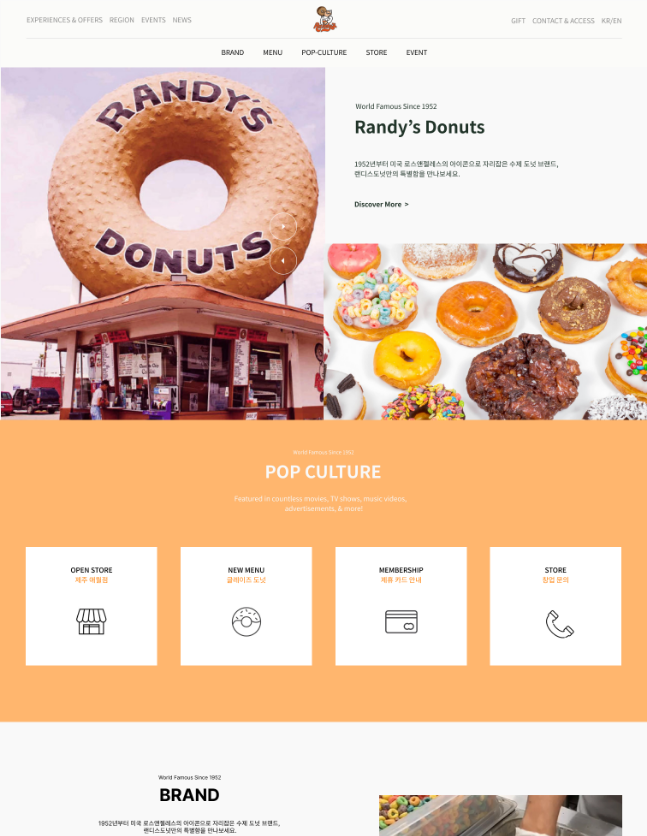 EXPERIENCES & OFFERS REGION EVENTS NEWS
GIFT CONTACT & ACCESS KR/EN
BRAND MENU POP-CULTURE STORE EVENT
RANDY'S
DONUTS
World Famous Since 1952
Randy's Donuts
1952년부터 미국 로스앤젤레스의 아이콘으로 자리잡은 수제 도넛 브랜드,
랜디스도넛만의 특별함을 만나보세요.
Discover More >
World Famous Since 1952
POP CULTURE
Featured in countless movies, TV shows, music videos,
advertisements, & more!
OPEN STORE
제주 애월점
NEW MENU
글레이즈 도넛
MEMBERSHIP
제휴 카드 안내
STORE
창업 문의
World Famous Since 1952
BRAND
1952년부터 미국 로스앤젤레스의 아이콘으로 자리잡은 수제 도넛 브랜드,
랜디스도넛만의 특별함을 만나보세요.